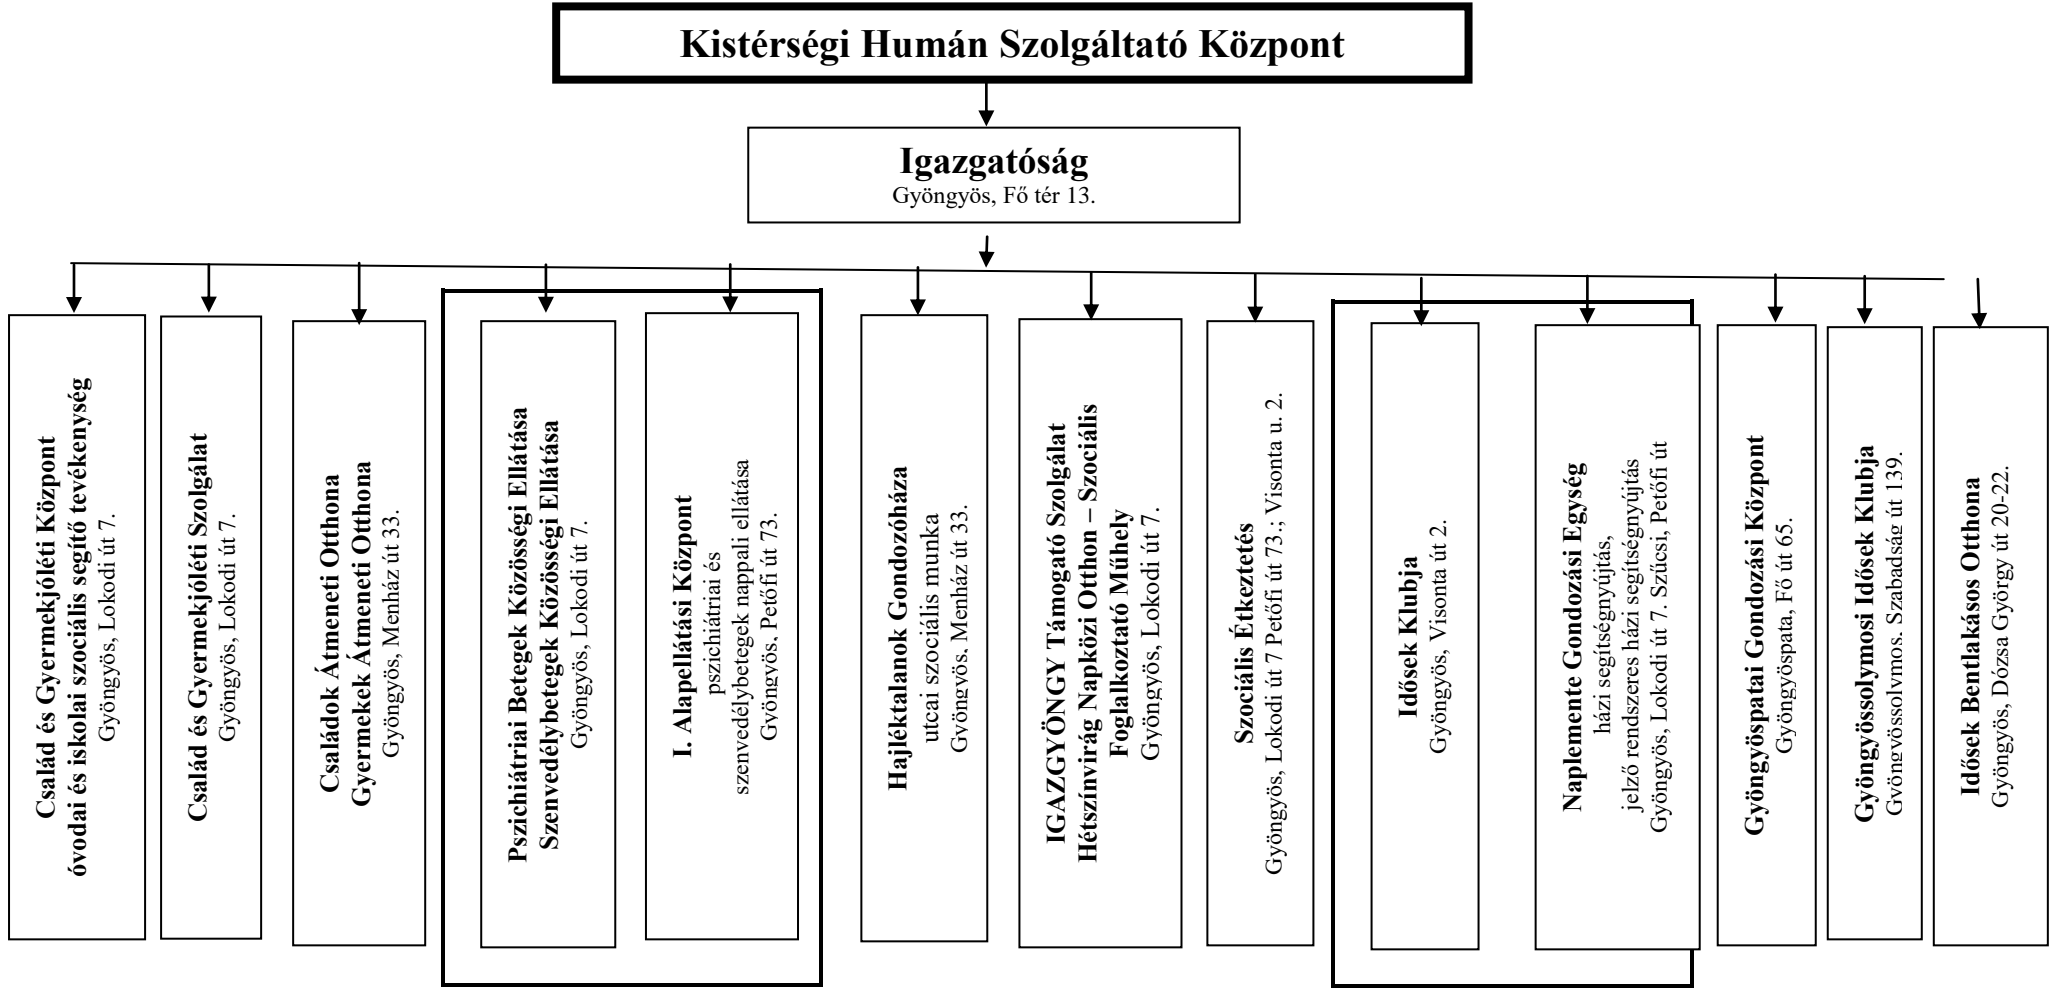 Kistérségi Humán Szolgáltató Központ
Igazgatóság
Gyöngyös, Fő tér 13.
Család és Gyermekjóléti Központ
óvodai és iskolai szociális segítő tevékenység
Gyöngyös, Lokodi út 7.
Család és Gyermekjóléti Szolgálat
Gyöngyös, Lokodi út 7.
Családok Átmeneti Otthona
Gyermekek Átmeneti Otthona
Gyöngyös, Menház út 33.
Pszichiátriai Betegek Közösségi Ellátása
Szenvedélybetegek Közösségi Ellátása
Gyöngyös, Lokodi út 7.
I. Alapellátási Központ
pszichiátriai és
szenvedélybetegek nappali ellátása
Gyöngyös, Petőfi út 73.
Hajléktalanok Gondozóháza
utcai szociális munka
Gyöngyös, Menház út 33.
IGAZGYÖNGY Támogató Szolgálat
Hétszínvirág Napközi Otthon – Szociális
Foglalkoztató Műhely
Gyöngyös, Lokodi út 7.
Szociális Étkeztetés
Gyöngyös, Lokodi út 7 Petőfi út 73.; Visonta u. 2.
Idősek Klubja
Gyöngyös, Visonta út 2.
Naplemente Gondozási Egység
házi segítségnyújtás,
jelző rendszeres házi segítségnyújtás
Gyöngyös, Lokodi út 7. Szűcsi, Petőfi út
Gyöngyöspatai Gondozási Központ
Gyöngyöspata, Fő út 65.
Gyöngyössolymosi Idősek Klubja
Gyöngyössolymos, Szabadság út 139.
Idősek Bentlakásos Otthona
Gyöngyös, Dózsa György út 20-22.